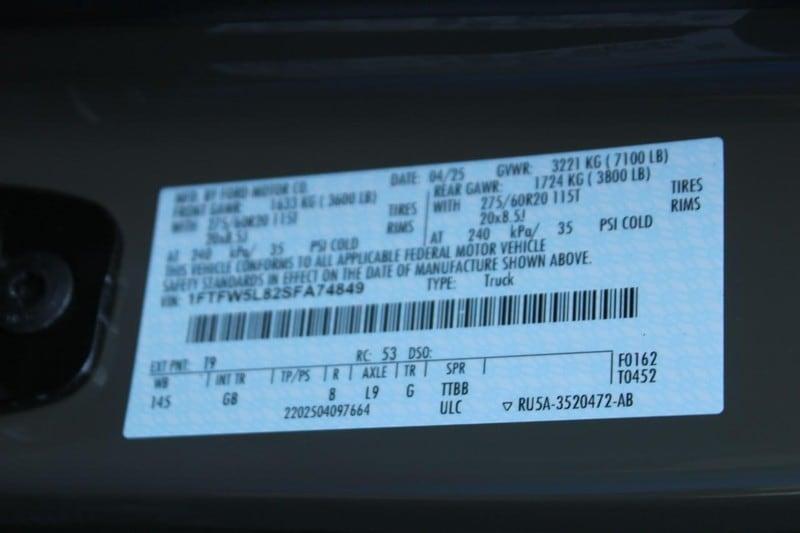 MFD. BY FORD MOTOR CO. DATE: 04/25 GVWR: 3221 KG ( 7100 LB)
FRONT GAWR: 1633 KG ( 3600 LB) REAR GAWR: 1724 KG ( 3800 LB)
WITH 275/60R20 115T TIRES WITH 275/60R20 115T TIRES
20x8.5J RIMS 20x8.5J RIMS
AT 240 kPa/ 35 PSI COLD AT 240 kPa/ 35 PSI COLD
THIS VEHICLE CONFORMS TO ALL APPLICABLE FEDERAL MOTOR VEHICLE
SAFETY STANDARDS IN EFFECT ON THE DATE OF MANUFACTURE SHOWN ABOVE.
VIN: 1FTFW5L82SFA74849 TYPE: Truck
EXT PNT: T9 RC: 53 DSO: F0162
WB INT TR TP/PS R AXLE TR SPR T0452
145 GB 8 L9 G TTBB
2202504097664 ULC ▽ RU5A-3520472-AB